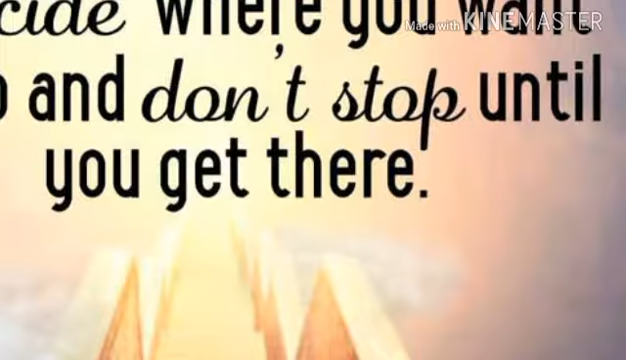 cide where you want
Made with KINEMASTER
and don't stop until
you get there.